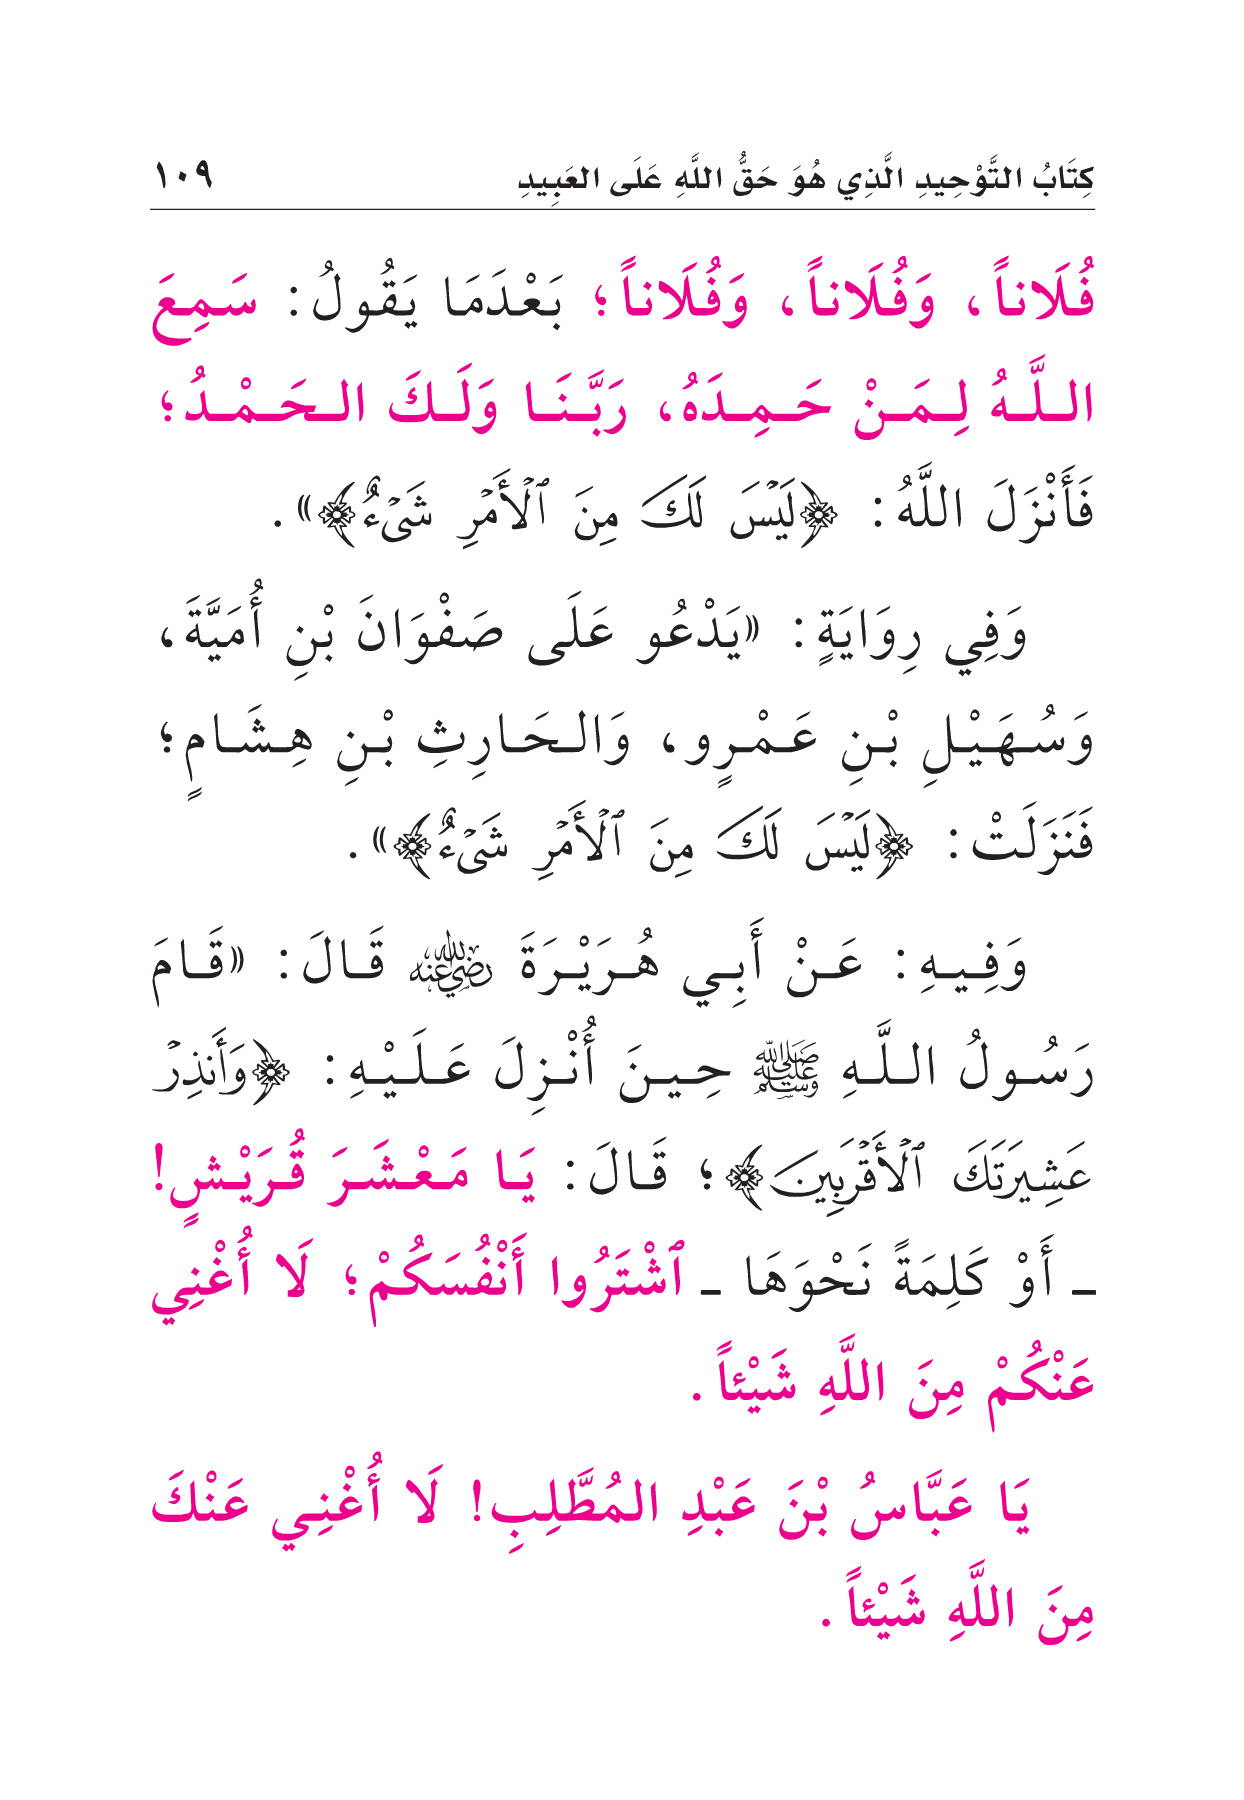 كِتَابُ التَّوْحِيدِ الَّذِي هُوَ حَقُّ اللَّهِ عَلَى العَبِيدِ ١٠٩
فُلَاناً، وَفُلَاناً، وَفُلَاناً؛ بَعْدَمَا يَقُولُ: سَمِعَ
اللَّهُ لِمَنْ حَمِدَهُ، رَبَّنَا وَلَكَ الحَمْدُ؛
فَأَنْزَلَ اللَّهُ: ﴿لَيْسَ لَكَ مِنَ ٱلْأَمْرِ شَىْءٌ﴾».
وَفِي رِوَايَةٍ: «يَدْعُو عَلَى صَفْوَانَ بْنِ أُمَيَّةَ،
وَسُهَيْلِ بْنِ عَمْرٍو، وَالحَارِثِ بْنِ هِشَامٍ؛
فَنَزَلَتْ: ﴿لَيْسَ لَكَ مِنَ ٱلْأَمْرِ شَىْءٌ﴾».
وَفِيهِ: عَنْ أَبِي هُرَيْرَةَ رضي الله عنه قَالَ: «قَامَ
رَسُولُ اللَّهِ ﷺ حِينَ أُنْزِلَ عَلَيْهِ: ﴿وَأَنذِرْ
عَشِيرَتَكَ ٱلْأَقْرَبِينَ﴾؛ قَالَ: يَا مَعْشَرَ قُرَيْشٍ!
ـ أَوْ كَلِمَةً نَحْوَهَا ـ ٱشْتَرُوا أَنْفُسَكُمْ؛ لَا أُغْنِي
عَنْكُمْ مِنَ اللَّهِ شَيْئاً.
يَا عَبَّاسُ بْنَ عَبْدِ المُطَّلِبِ! لَا أُغْنِي عَنْكَ
مِنَ اللَّهِ شَيْئاً.